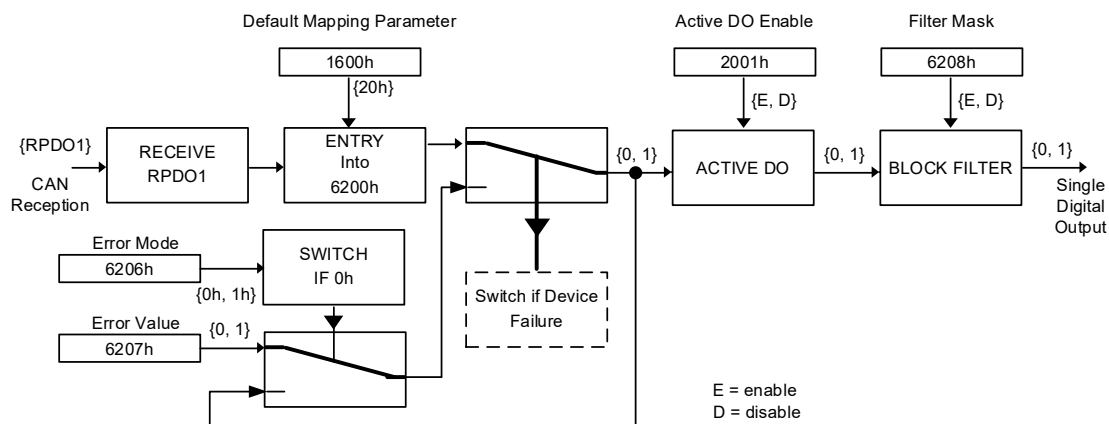 Default Mapping Parameter
Active DO Enable
Filter Mask
1600h
2001h
6208h
{20h}
{E, D}
{E, D}
{RPDO1}
CAN
Reception
RECEIVE
RPDO1
ENTRY
Into
6200h
{0, 1}
ACTIVE DO
{0, 1}
BLOCK FILTER
{0, 1}
Single
Digital
Output
Error Mode
6206h
{0h, 1h}
SWITCH
IF 0h
Switch if Device
Failure
Error Value
6207h
{0, 1}
E = enable
D = disable